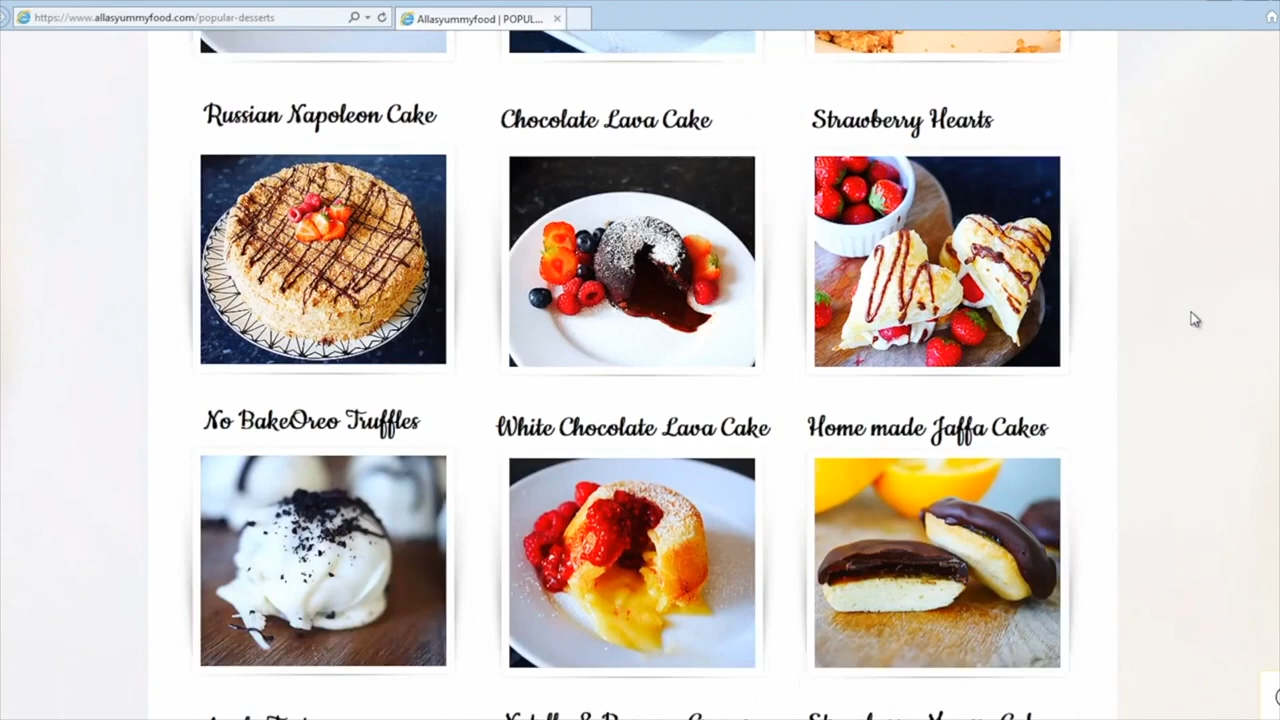 https://www.allasyummyfood.com/popular-desserts
Allasyummyfood | POPUL...
Russian Napoleon Cake
Chocolate Lava Cake
Strawberry Hearts
No BakeOreo Truffles
White Chocolate Lava Cake
Home made Jaffa Cakes